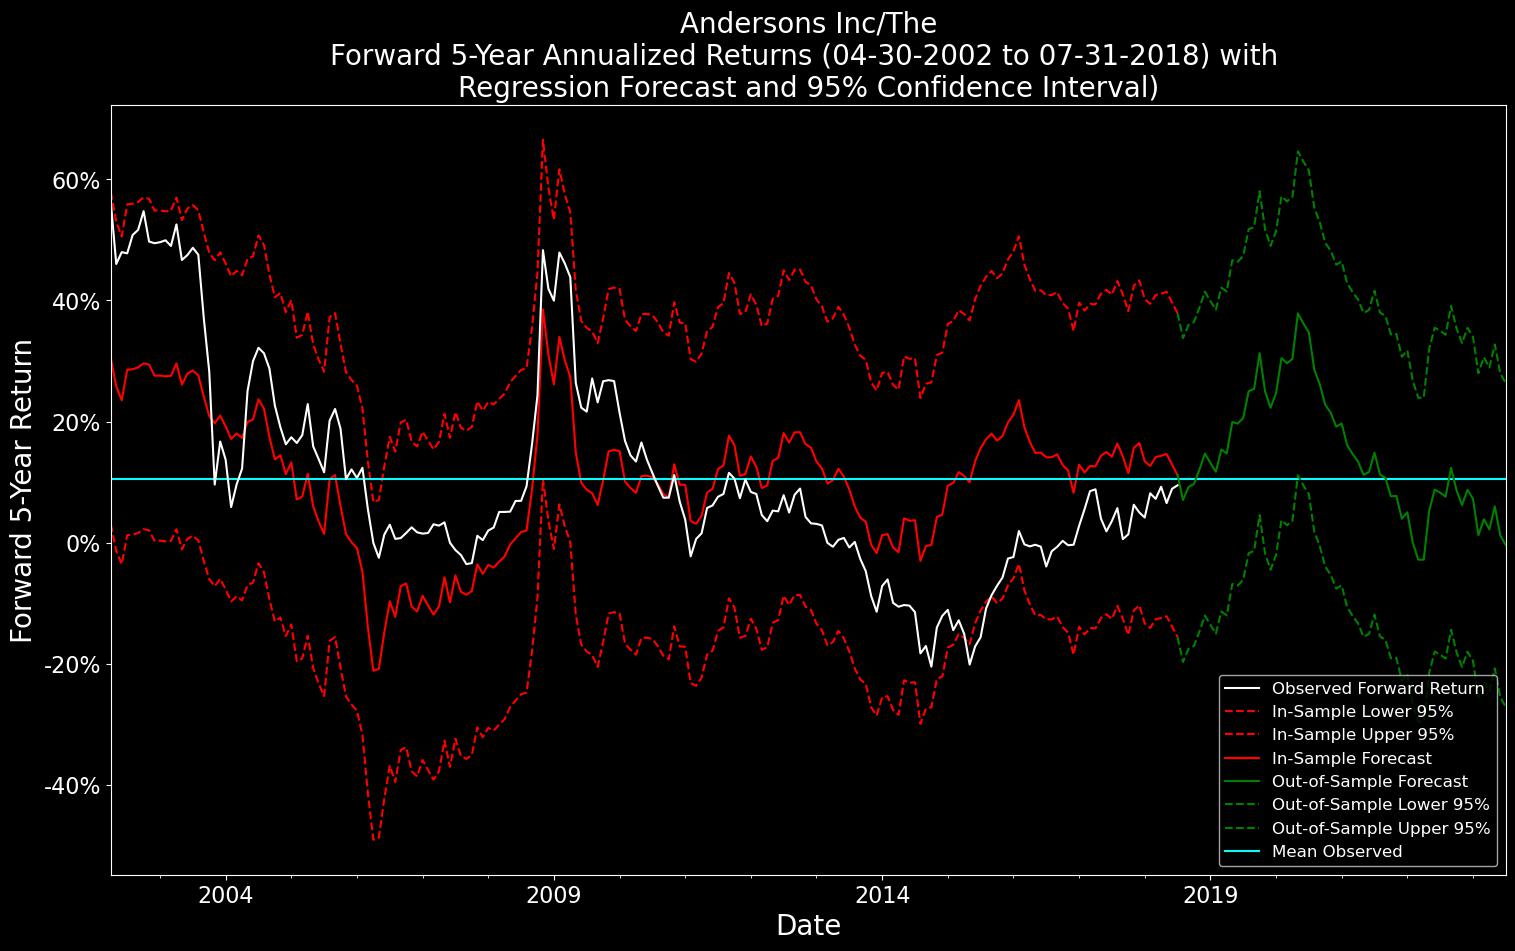 Andersons Inc/The
Forward 5-Year Annualized Returns (04-30-2002 to 07-31-2018) with
Regression Forecast and 95% Confidence Interval)
Forward 5-Year Return
60%
40%
20%
0%
-20%
-40%
Observed Forward Return
In-Sample Lower 95%
In-Sample Upper 95%
In-Sample Forecast
Out-of-Sample Forecast
Out-of-Sample Lower 95%
Out-of-Sample Upper 95%
Mean Observed
2004
2009
2014
2019
Date